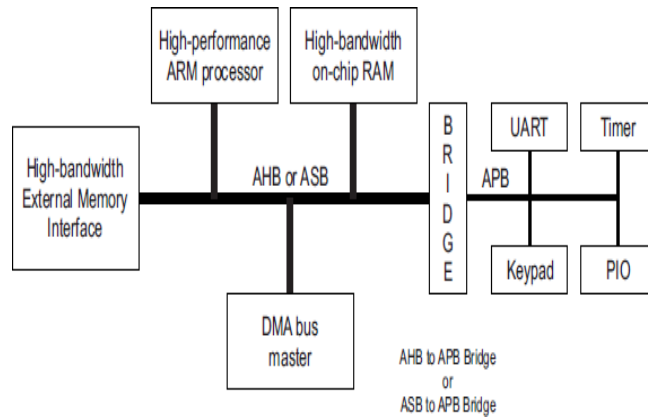 High-performance
ARM processor
High-bandwidth
on-chip RAM
High-bandwidth
External Memory
Interface
AHB or ASB
B
R
I
D
G
E
APB
UART
Timer
Keypad
PIO
DMA bus
master
AHB to APB Bridge
or
ASB to APB Bridge